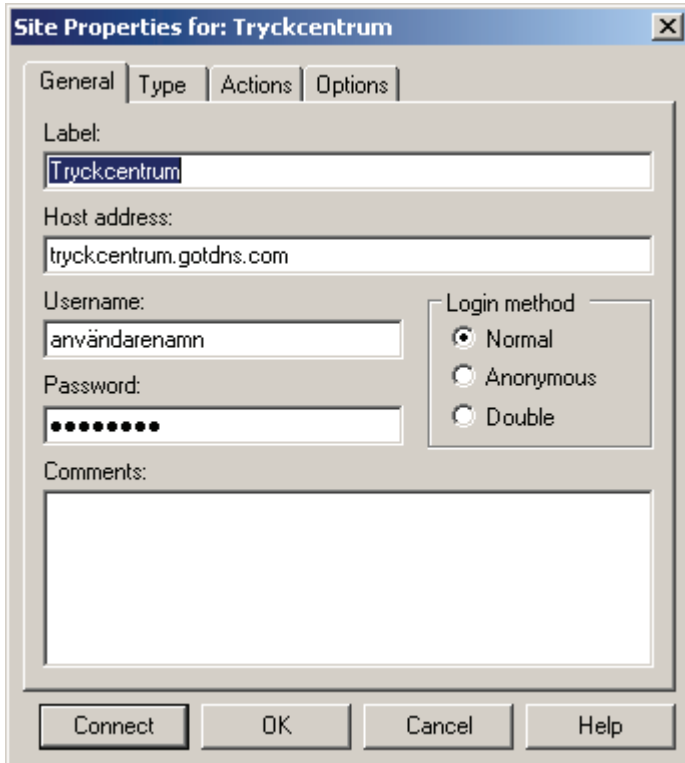 Site Properties for: Tryckcentrum
General Type Actions Options
Label:
Tryckcentrum
Host address:
tryckcentrum.gotdns.com
Username:
användarenamn
Login method
Normal
Anonymous
Double
Password:
●●●●●●●●
Comments:
Connect OK Cancel Help